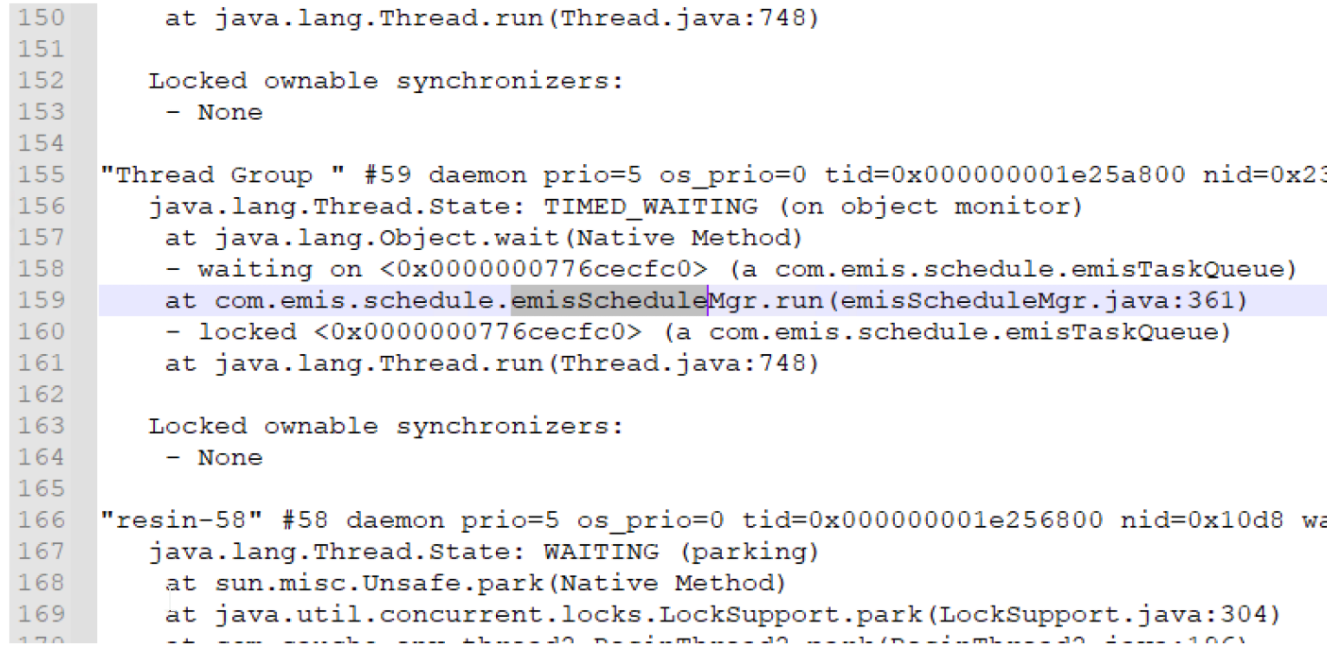 150 at java.lang.Thread.run(Thread.java:748)
151
152 Locked ownable synchronizers:
153 - None
154
155 "Thread Group " #59 daemon prio=5 os_prio=0 tid=0x000000001e25a800 nid=0x23
156 java.lang.Thread.State: TIMED_WAITING (on object monitor)
157 at java.lang.Object.wait(Native Method)
158 - waiting on <0x0000000776cecfc0> (a com.emis.schedule.emisTaskQueue)
159 at com.emis.schedule.emisScheduleMgr.run(emisScheduleMgr.java:361)
160 - locked <0x0000000776cecfc0> (a com.emis.schedule.emisTaskQueue)
161 at java.lang.Thread.run(Thread.java:748)
162
163 Locked ownable synchronizers:
164 - None
165
166 "resin-58" #58 daemon prio=5 os_prio=0 tid=0x000000001e256800 nid=0x10d8 wa
167 java.lang.Thread.State: WAITING (parking)
168 at sun.misc.Unsafe.park(Native Method)
169 at java.util.concurrent.locks.LockSupport.park(LockSupport.java:304)